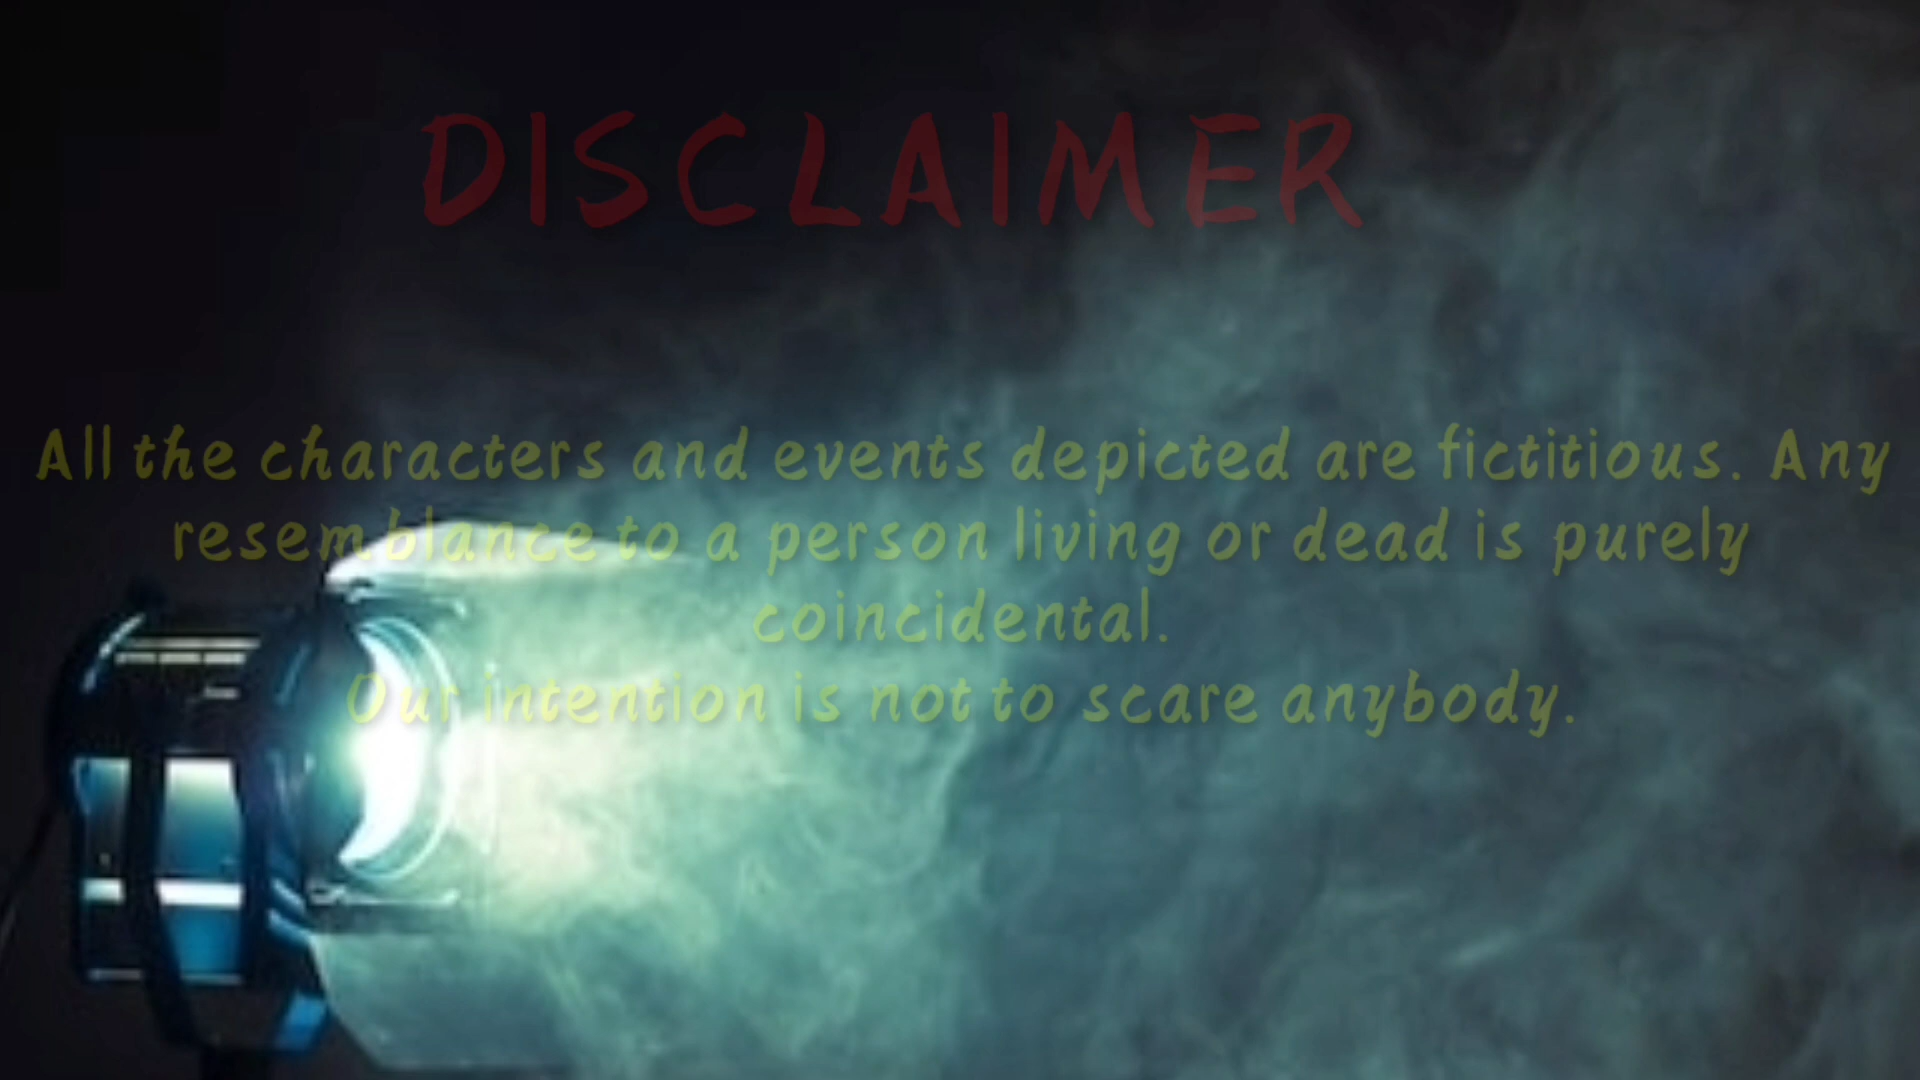 DISCLAIMER
All the characters and events depicted are fictitious. Any
resemblance to a person living or dead is purely
coincidental.
Our intention is not to scare anybody.